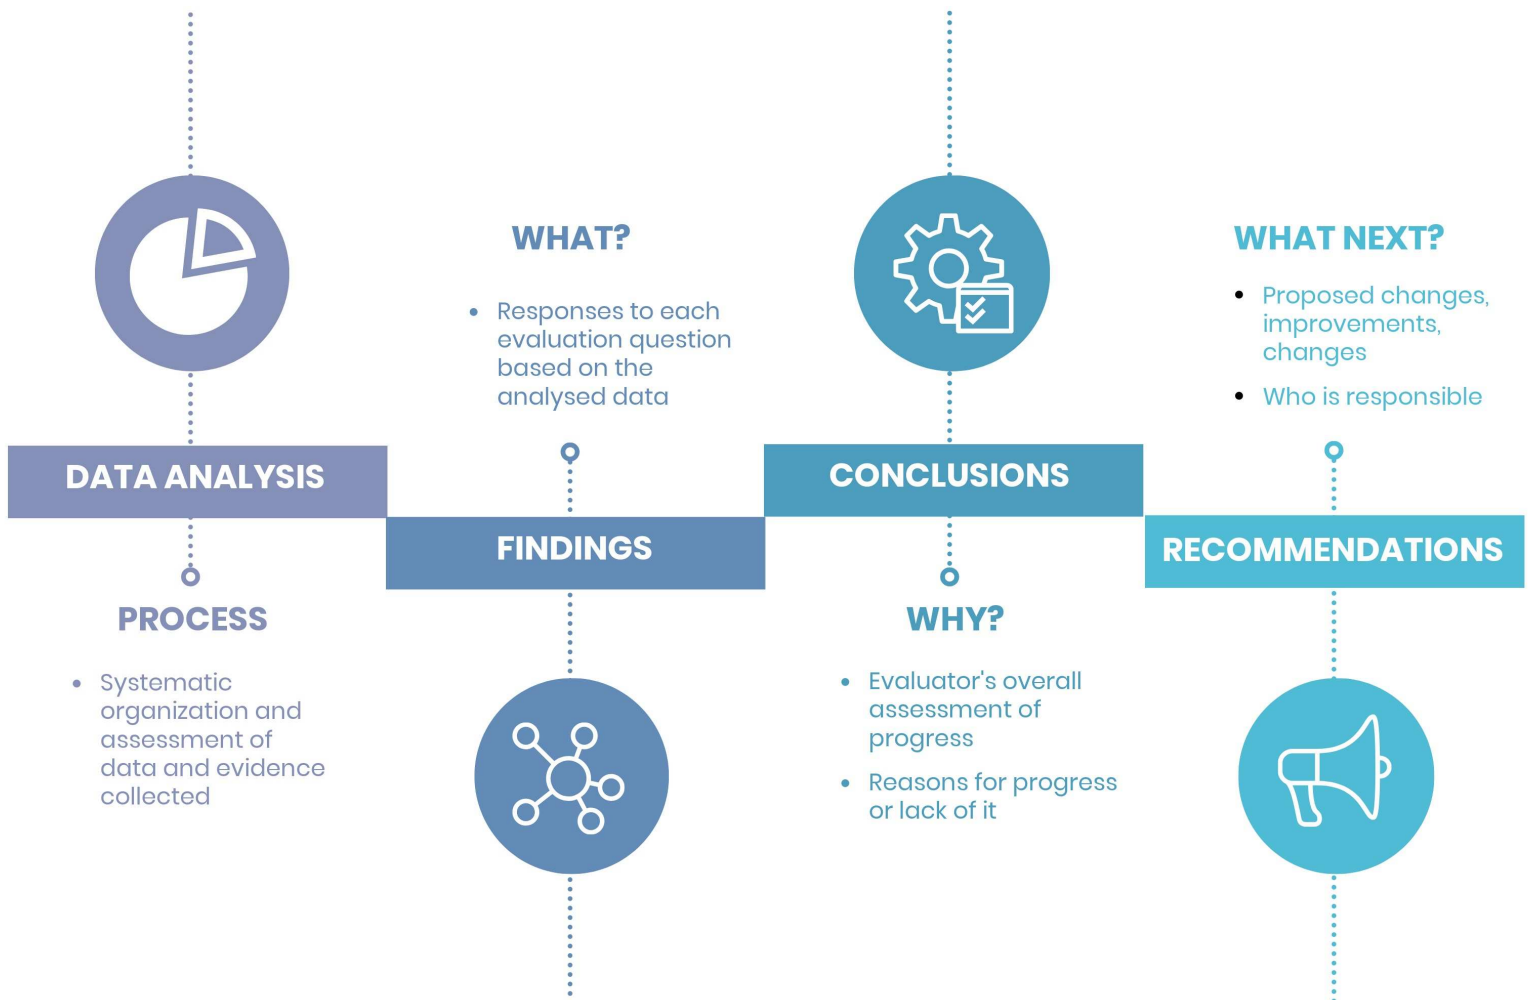 DATA ANALYSIS
PROCESS
• Systematic
organization and
assessment of
data and evidence
collected
WHAT?
• Responses to each
evaluation question
based on the
analysed data
FINDINGS
CONCLUSIONS
WHY?
• Evaluator's overall
assessment of
progress
• Reasons for progress
or lack of it
WHAT NEXT?
• Proposed changes,
improvements,
changes
• Who is responsible
RECOMMENDATIONS